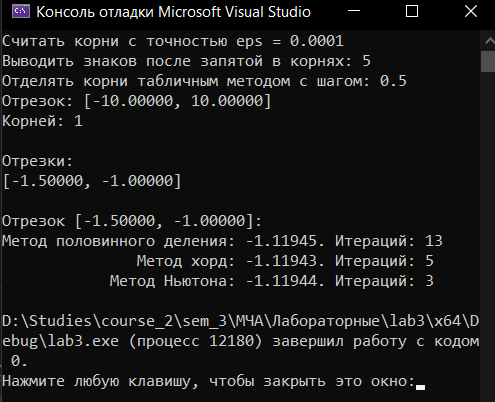 Консоль отладки Microsoft Visual Studio
Считать корни с точностью eps = 0.0001
Выводить знаков после запятой в корнях: 5
Отделять корни табличным методом с шагом: 0.5
Отрезок: [-10.00000, 10.00000]
Корней: 1
Отрезки:
[-1.50000, -1.00000]
Отрезок [-1.50000, -1.00000]:
Метод половинного деления: -1.11945. Итераций: 13
Метод хорд: -1.11943. Итераций: 5
Метод Ньютона: -1.11944. Итераций: 3
D:\Studies\course_2\sem_3\МЧА\Лабораторные\lab3\x64\D
ebug\lab3.exe (процесс 12180) завершил работу с кодом
0.
Нажмите любую клавишу, чтобы закрыть это окно: